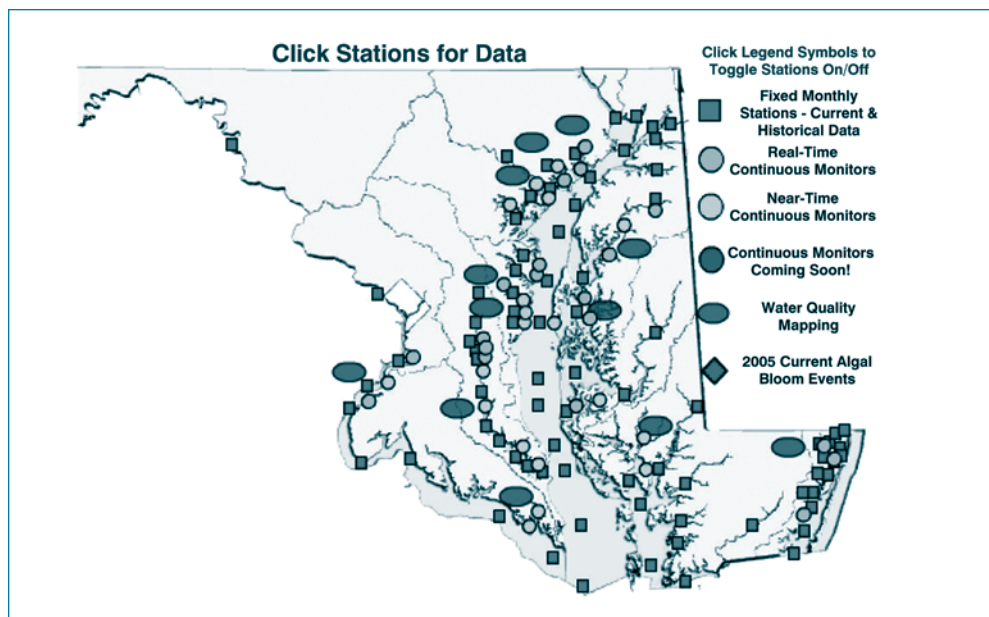 Click Stations for Data
Click Legend Symbols to
Toggle Stations On/Off
Fixed Monthly
Stations - Current &
Historical Data
Real-Time
Continuous Monitors
Near-Time
Continuous Monitors
Continuous Monitors
Coming Soon!
Water Quality
Mapping
2005 Current Algal
Bloom Events